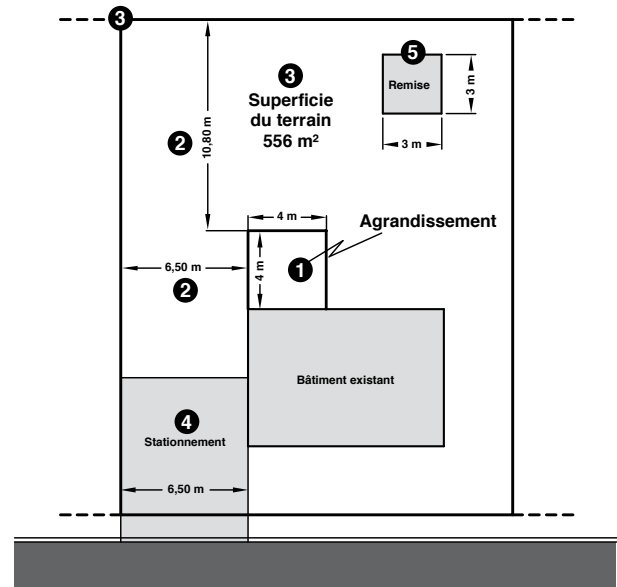 3
5
3
Superficie
du terrain
556 m²
Remise
3 m
3 m
2
10,80 m
4 m
Agrandissement
6,50 m
4 m
1
2
Bâtiment existant
4
Stationnement
6,50 m